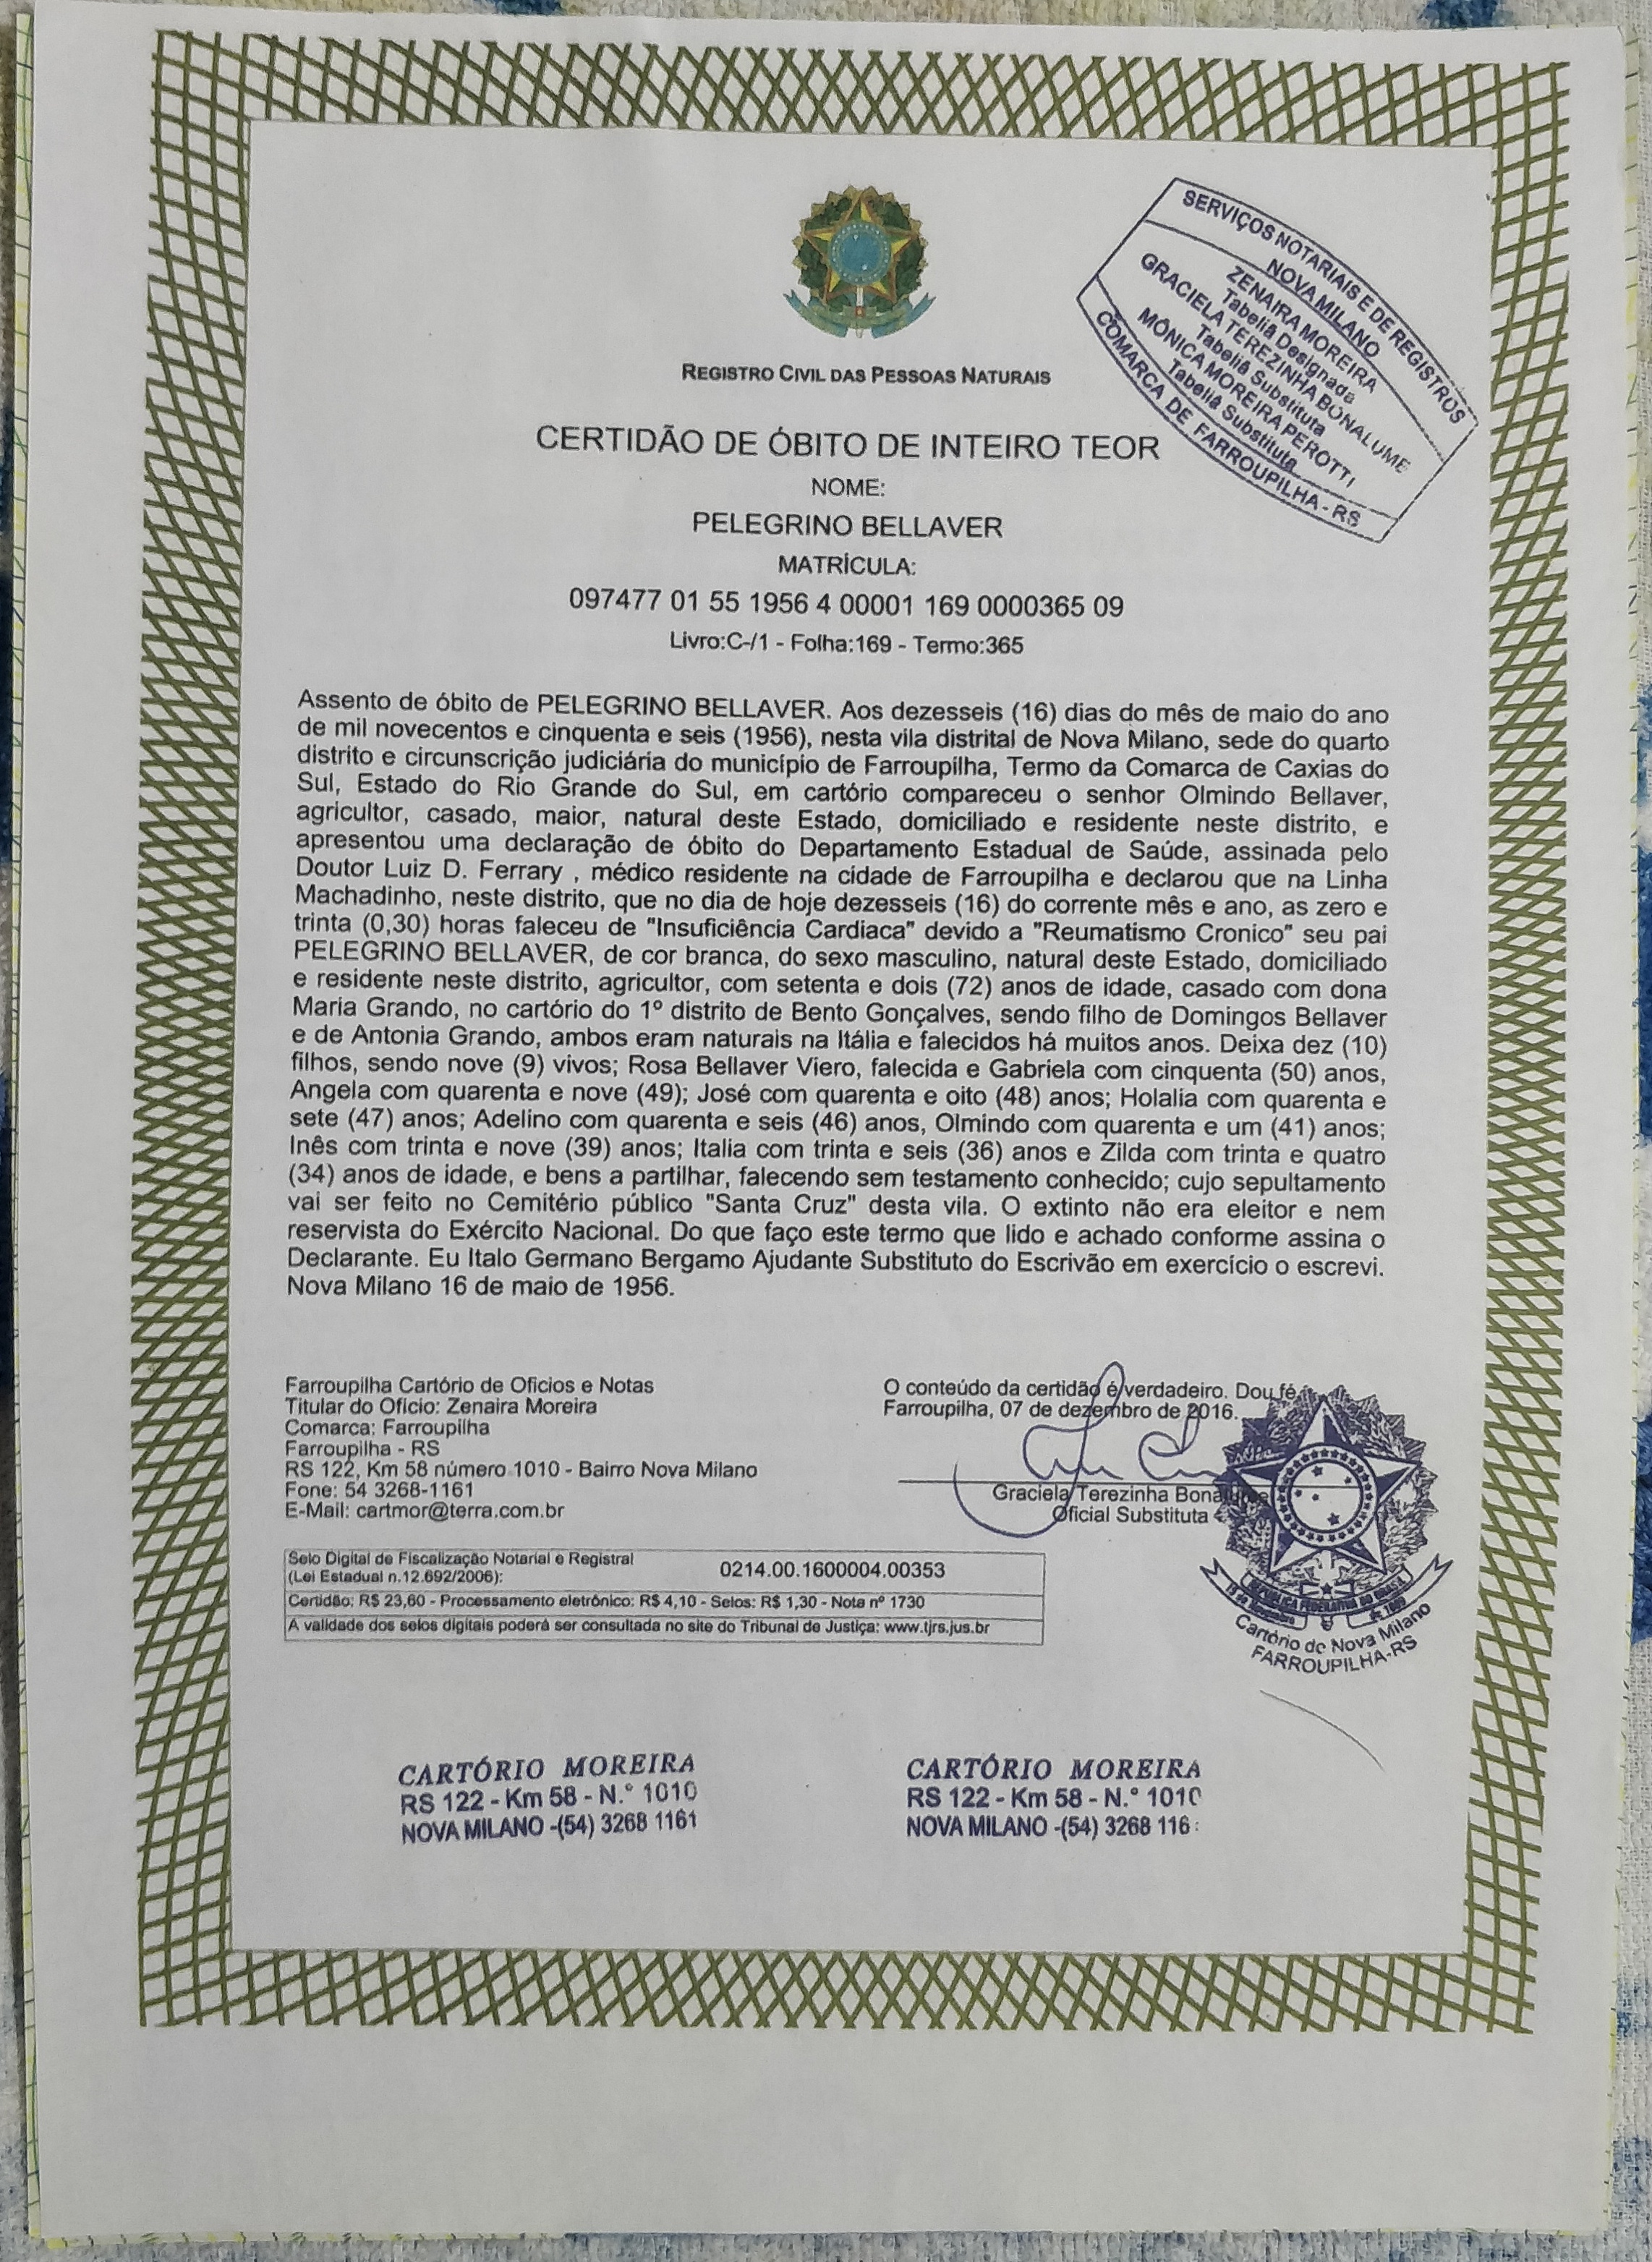 SERVIÇOS NOTARIAIS E DE REGISTROS
NOVA MILANO
ZENAIRA MOREIRA
Tabeliã Designada
GRACIELA TEREZINHA BONALUME
Tabeliã Substituta
MÔNICA MOREIRA PEROTTI
Tabeliã Substituta
COMARCA DE FARROUPILHA - RS
REGISTRO CIVIL DAS PESSOAS NATURAIS
CERTIDÃO DE ÓBITO DE INTEIRO TEOR
NOME:
PELEGRINO BELLAVER
MATRÍCULA:
097477 01 55 1956 4 00001 169 0000365 09
Livro:C-/1 - Folha:169 - Termo:365
Assento de óbito de PELEGRINO BELLAVER. Aos dezesseis (16) dias do mês de maio do ano
de mil novecentos e cinquenta e seis (1956), nesta vila distrital de Nova Milano, sede do quarto
distrito e circunscrição judiciária do município de Farroupilha, Termo da Comarca de Caxias do
Sul, Estado do Rio Grande do Sul, em cartório compareceu o senhor Olmindo Bellaver,
agricultor, casado, maior, natural deste Estado, domiciliado e residente neste distrito, e
apresentou uma declaração de óbito do Departamento Estadual de Saúde, assinada pelo
Doutor Luiz D. Ferrary , médico residente na cidade de Farroupilha e declarou que na Linha
Machadinho, neste distrito, que no dia de hoje dezesseis (16) do corrente mês e ano, as zero e
trinta (0,30) horas faleceu de "Insuficiência Cardiaca" devido a "Reumatismo Cronico" seu pai
PELEGRINO BELLAVER, de cor branca, do sexo masculino, natural deste Estado, domiciliado
e residente neste distrito, agricultor, com setenta e dois (72) anos de idade, casado com dona
Maria Grando, no cartório do 1º distrito de Bento Gonçalves, sendo filho de Domingos Bellaver
e de Antonia Grando, ambos eram naturais na Itália e falecidos há muitos anos. Deixa dez (10)
filhos, sendo nove (9) vivos; Rosa Bellaver Viero, falecida e Gabriela com cinquenta (50) anos,
Angela com quarenta e nove (49); José com quarenta e oito (48) anos; Holalia com quarenta e
sete (47) anos; Adelino com quarenta e seis (46) anos, Olmindo com quarenta e um (41) anos;
Inês com trinta e nove (39) anos; Italia com trinta e seis (36) anos e Zilda com trinta e quatro
(34) anos de idade, e bens a partilhar, falecendo sem testamento conhecido; cujo sepultamento
vai ser feito no Cemitério público "Santa Cruz" desta vila. O extinto não era eleitor e nem
reservista do Exército Nacional. Do que faço este termo que lido e achado conforme assina o
Declarante. Eu Italo Germano Bergamo Ajudante Substituto do Escrivão em exercício o escrevi.
Nova Milano 16 de maio de 1956.
Farroupilha Cartório de Oficios e Notas
Titular do Ofício: Zenaira Moreira
Comarca: Farroupilha
Farroupilha - RS
RS 122, Km 58 número 1010 - Bairro Nova Milano
Fone: 54 3268-1161
E-Mail: cartmor@terra.com.br
O conteúdo da certidão é verdadeiro. Dou fé.
Farroupilha, 07 de dezembro de 2016.
Graciela Terezinha Bonalume
Oficial Substituta
Selo Digital de Fiscalização Notarial e Registral
(Lei Estadual n.12.692/2006):
0214.00.1600004.00353
Certidão: R$ 23,60 - Processamento eletrônico: R$ 4,10 - Selos: R$ 1,30 - Nota nº 1730
A validade dos selos digitais poderá ser consultada no site do Tribunal de Justiça: www.tjrs.jus.br
REPÚBLICA FEDERATIVA DO BRASIL
15 de Novembro
de 1889
Cartório de Nova Milano
FARROUPILHA-RS
CARTÓRIO MOREIRA
RS 122 - Km 58 - N.º 1010
NOVA MILANO -(54) 3268 1161
CARTÓRIO MOREIRA
RS 122 - Km 58 - N.º 1010
NOVA MILANO -(54) 3268 116